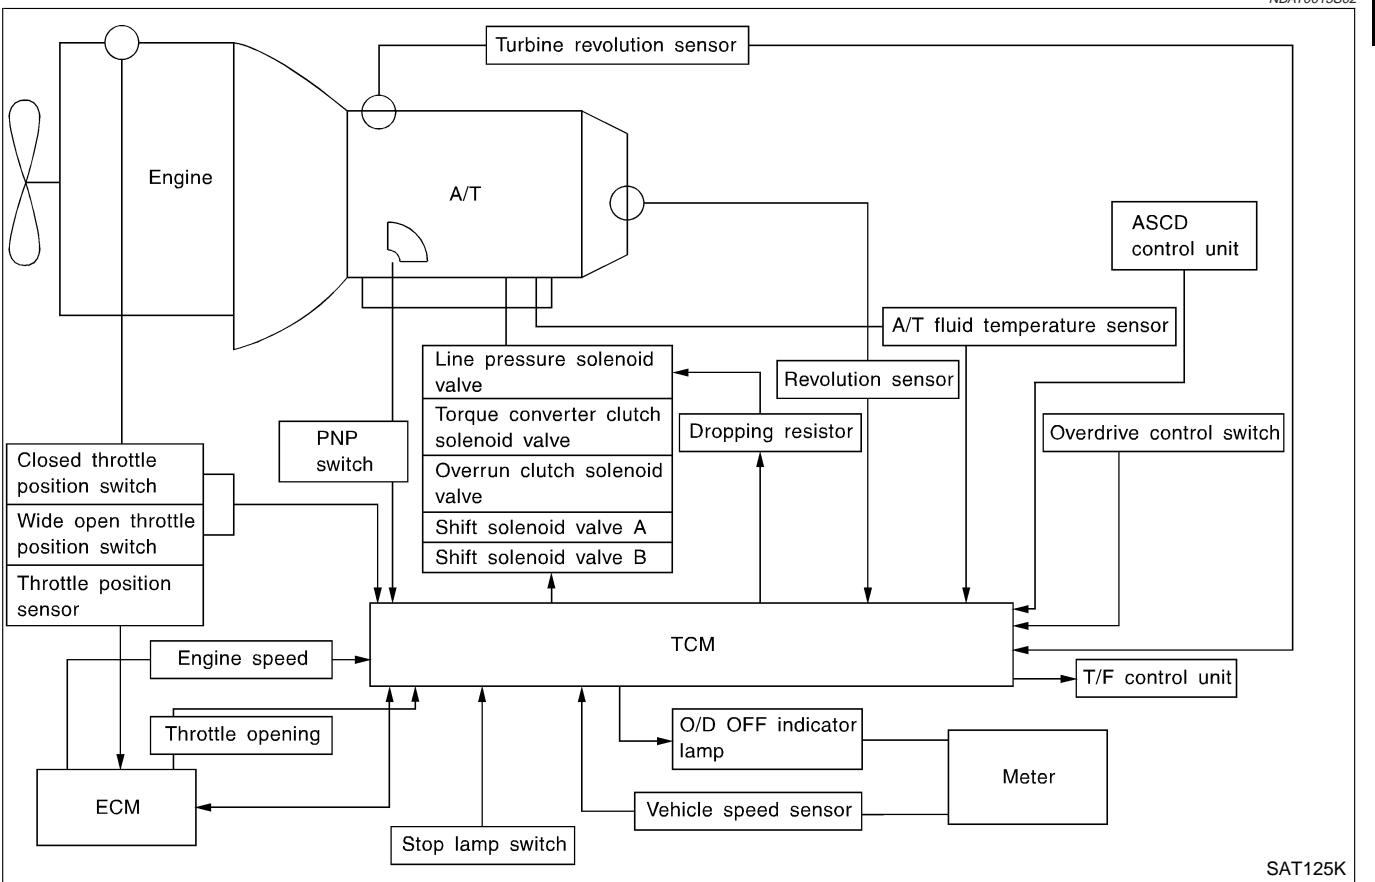 Turbine revolution sensor
Engine
A/T
ASCD
control unit
A/T fluid temperature sensor
Line pressure solenoid
valve
Revolution sensor
Torque converter clutch
solenoid valve
Dropping resistor
Overdrive control switch
PNP
switch
Closed throttle
position switch
Overrun clutch solenoid
valve
Wide open throttle
position switch
Shift solenoid valve A
Shift solenoid valve B
Throttle position
sensor
TCM
Engine speed
T/F control unit
Throttle opening
O/D OFF indicator
lamp
Meter
ECM
Vehicle speed sensor
Stop lamp switch
SAT125K